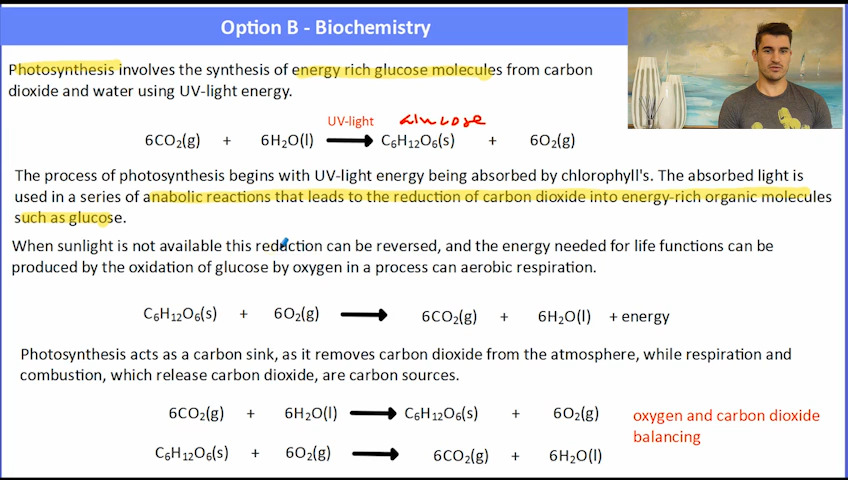 Option B - Biochemistry
Photosynthesis involves the synthesis of energy rich glucose molecules from carbon
dioxide and water using UV-light energy.
UV-light glucose
6CO₂(g) + 6H₂O(l) ⟶ C₆H₁₂O₆(s) + 6O₂(g)
The process of photosynthesis begins with UV-light energy being absorbed by chlorophyll's. The absorbed light is
used in a series of anabolic reactions that leads to the reduction of carbon dioxide into energy-rich organic molecules
such as glucose.
When sunlight is not available this reduction can be reversed, and the energy needed for life functions can be
produced by the oxidation of glucose by oxygen in a process can aerobic respiration.
C₆H₁₂O₆(s) + 6O₂(g) ⟶ 6CO₂(g) + 6H₂O(l) + energy
Photosynthesis acts as a carbon sink, as it removes carbon dioxide from the atmosphere, while respiration and
combustion, which release carbon dioxide, are carbon sources.
6CO₂(g) + 6H₂O(l) ⟶ C₆H₁₂O₆(s) + 6O₂(g)
C₆H₁₂O₆(s) + 6O₂(g) ⟶ 6CO₂(g) + 6H₂O(l)
oxygen and carbon dioxide
balancing